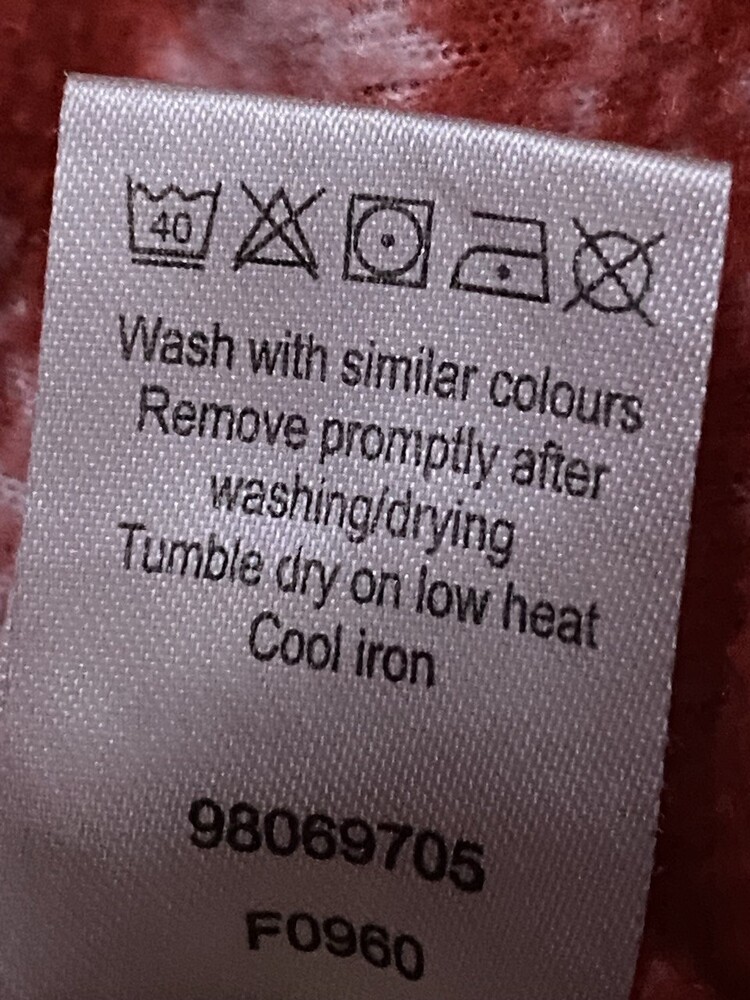 40
Wash with similar colours
Remove promptly after
washing/drying
Tumble dry on low heat
Cool iron
98069705
F0960